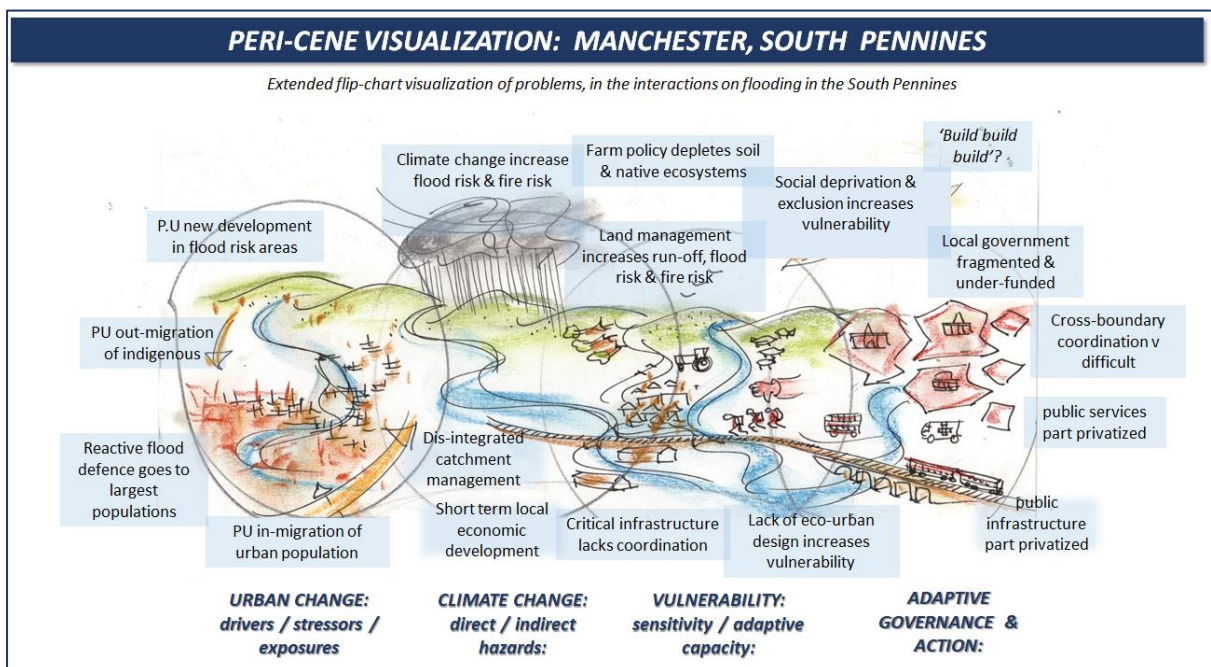 PERI-CENE VISUALIZATION: MANCHESTER, SOUTH PENNINES
Extended flip-chart visualization of problems, in the interactions on flooding in the South Pennines
P.U new development
in flood risk areas
PU out-migration
of indigenous
Reactive flood
defence goes to
largest
populations
PU in-migration of
urban population
Climate change increase
flood risk & fire risk
Dis-integrated
catchment
management
Short term local
economic
development
Farm policy depletes soil
& native ecosystems
Land management
increases run-off, flood
risk & fire risk
Critical infrastructure
lacks coordination
Social deprivation &
exclusion increases
vulnerability
Lack of eco-urban
design increases
vulnerability
‘Build build
build’?
Local government
fragmented &
under-funded
Cross-boundary
coordination v
difficult
public services
part privatized
public
infrastructure
part privatized
URBAN CHANGE:
drivers / stressors /
exposures
CLIMATE CHANGE:
direct / indirect
hazards:
VULNERABILITY:
sensitivity / adaptive
capacity:
ADAPTIVE
GOVERNANCE &
ACTION: